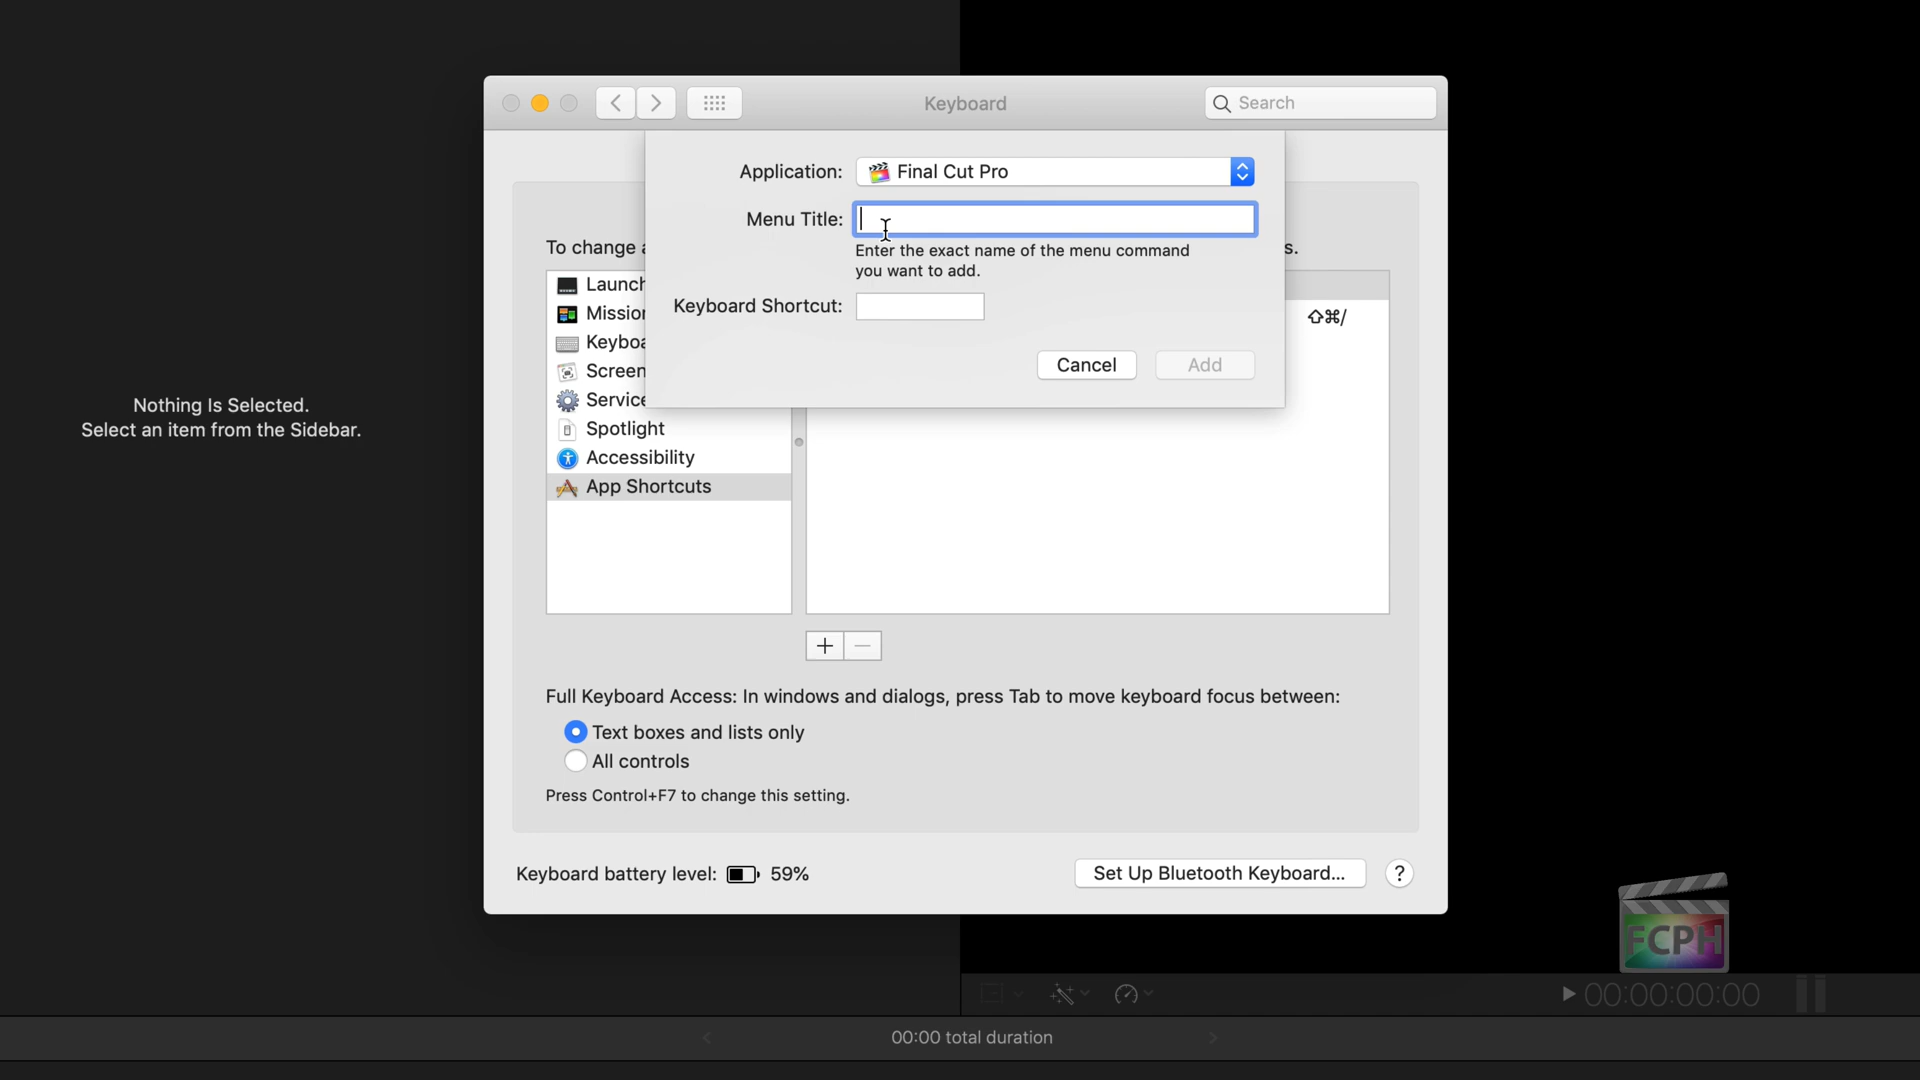 Keyboard
Search
Application:
Final Cut Pro
Menu Title:
Enter the exact name of the menu command
you want to add.
Keyboard Shortcut:
Cancel
Add
To change a
s.
Launch
Mission
⇧⌘/
Keyboa
Screen
Service
Spotlight
Accessibility
App Shortcuts
Nothing Is Selected.
Select an item from the Sidebar.
+
−
Full Keyboard Access: In windows and dialogs, press Tab to move keyboard focus between:
Text boxes and lists only
All controls
Press Control+F7 to change this setting.
Keyboard battery level:
59%
Set Up Bluetooth Keyboard...
?
FCPH
00:00:00:00
00:00 total duration